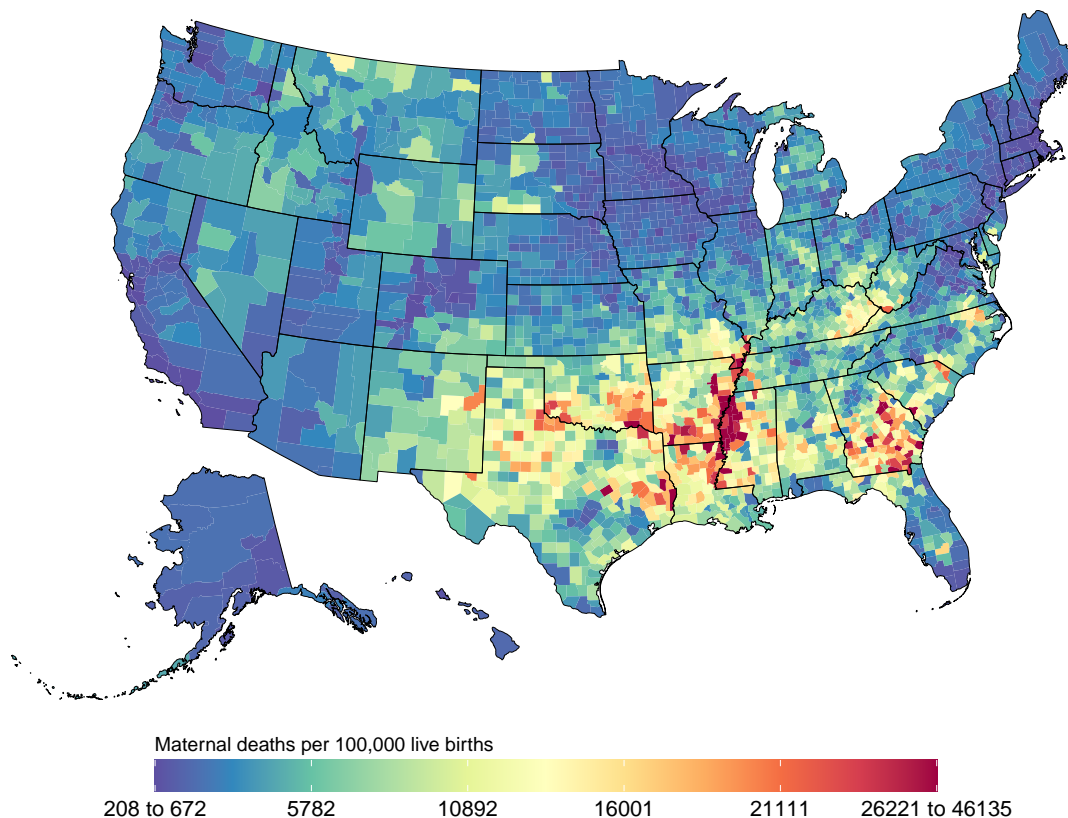 Maternal deaths per 100,000 live births
208 to 672 5782 10892 16001 21111 26221 to 46135